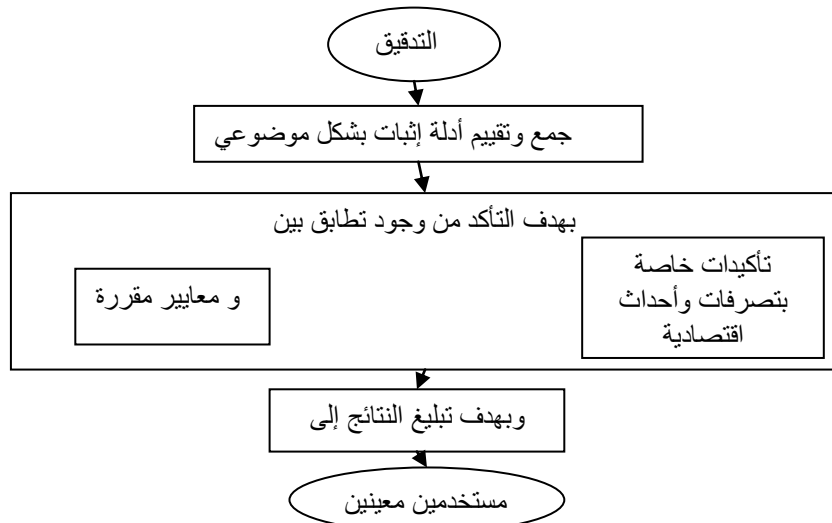 التدقيق
جمع وتقييم أدلة إثبات بشكل موضوعي
بهدف التأكد من وجود تطابق بين
تأكيدات خاصة
بتصرفات وأحداث
اقتصادية
و معايير مقررة
وبهدف تبليغ النتائج إلى
مستخدمين معينين